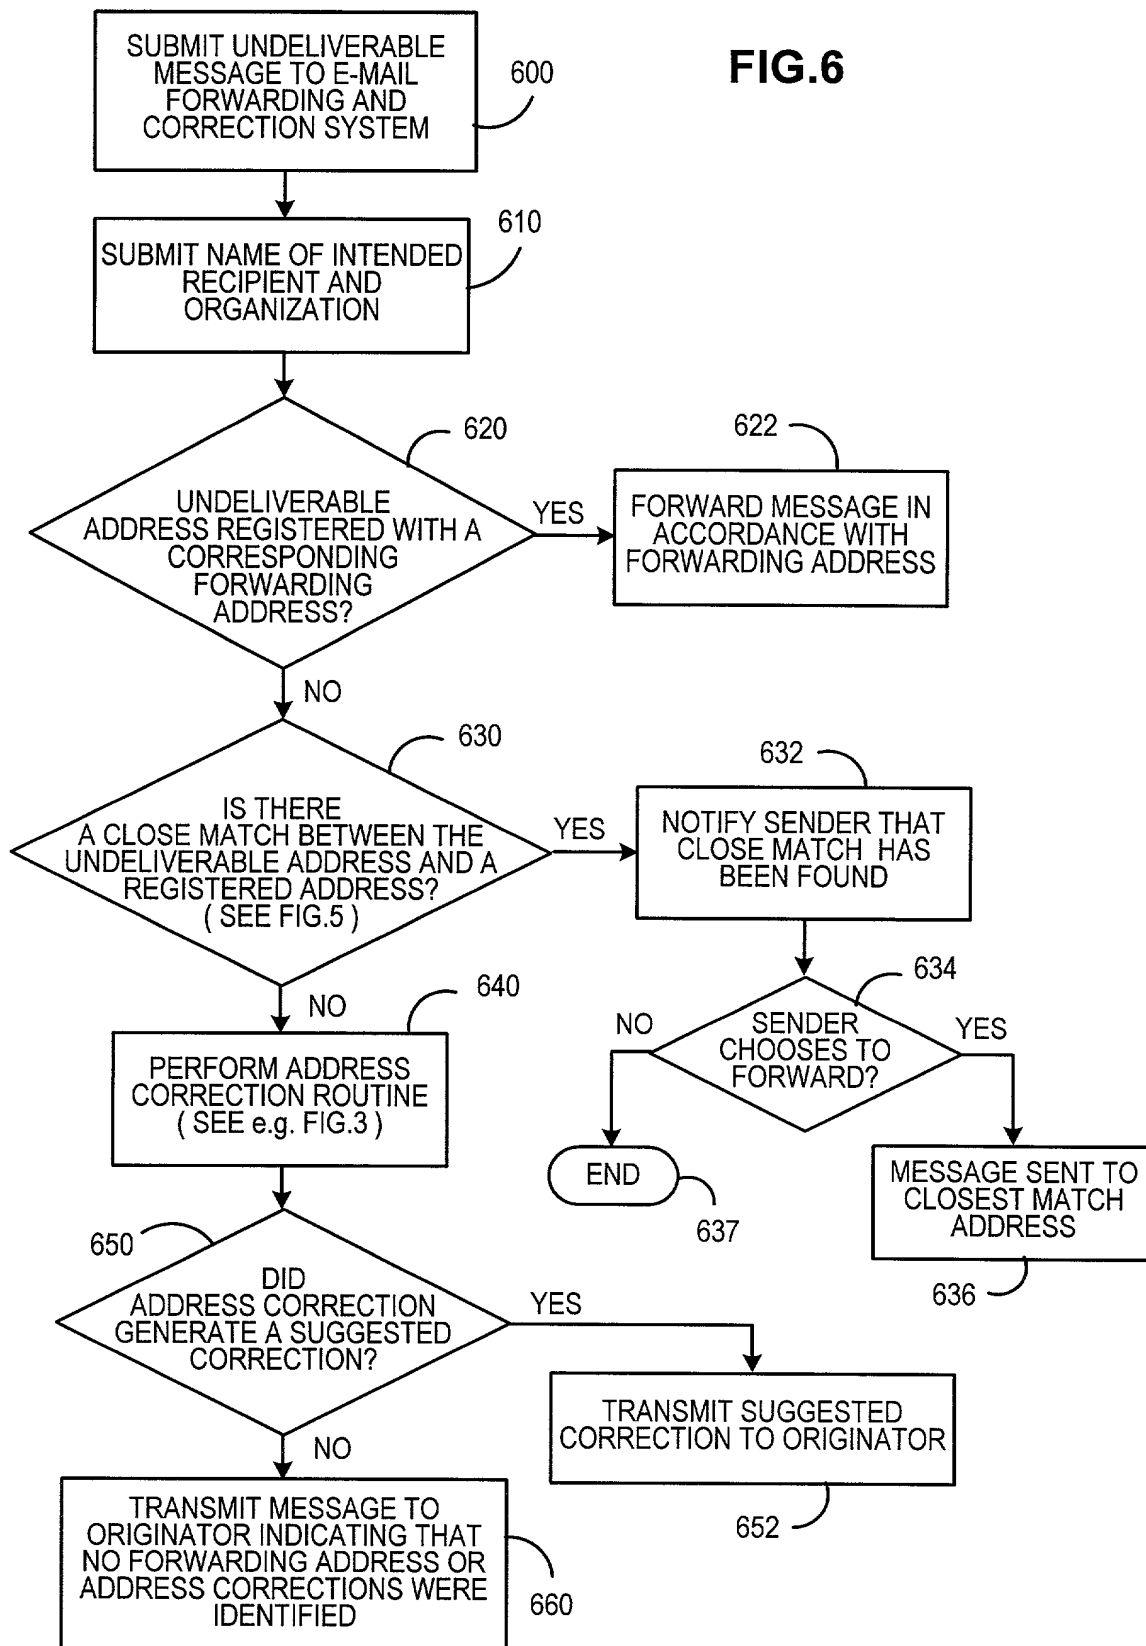 SUBMIT UNDELIVERABLE
MESSAGE TO E-MAIL
FORWARDING AND
CORRECTION SYSTEM
600
FIG.6
610
SUBMIT NAME OF INTENDED
RECIPIENT AND
ORGANIZATION
620
UNDELIVERABLE
ADDRESS REGISTERED WITH A
CORRESPONDING
FORWARDING
ADDRESS?
YES
622
FORWARD MESSAGE IN
ACCORDANCE WITH
FORWARDING ADDRESS
NO
630
IS THERE
A CLOSE MATCH BETWEEN THE
UNDELIVERABLE ADDRESS AND A
REGISTERED ADDRESS?
( SEE FIG.5 )
YES
632
NOTIFY SENDER THAT
CLOSE MATCH HAS
BEEN FOUND
634
SENDER
CHOOSES TO
FORWARD?
NO
YES
END
637
MESSAGE SENT TO
CLOSEST MATCH
ADDRESS
636
NO
640
PERFORM ADDRESS
CORRECTION ROUTINE
( SEE e.g. FIG.3 )
650
DID
ADDRESS CORRECTION
GENERATE A SUGGESTED
CORRECTION?
YES
TRANSMIT SUGGESTED
CORRECTION TO ORIGINATOR
652
NO
TRANSMIT MESSAGE TO
ORIGINATOR INDICATING THAT
NO FORWARDING ADDRESS OR
ADDRESS CORRECTIONS WERE
IDENTIFIED
660